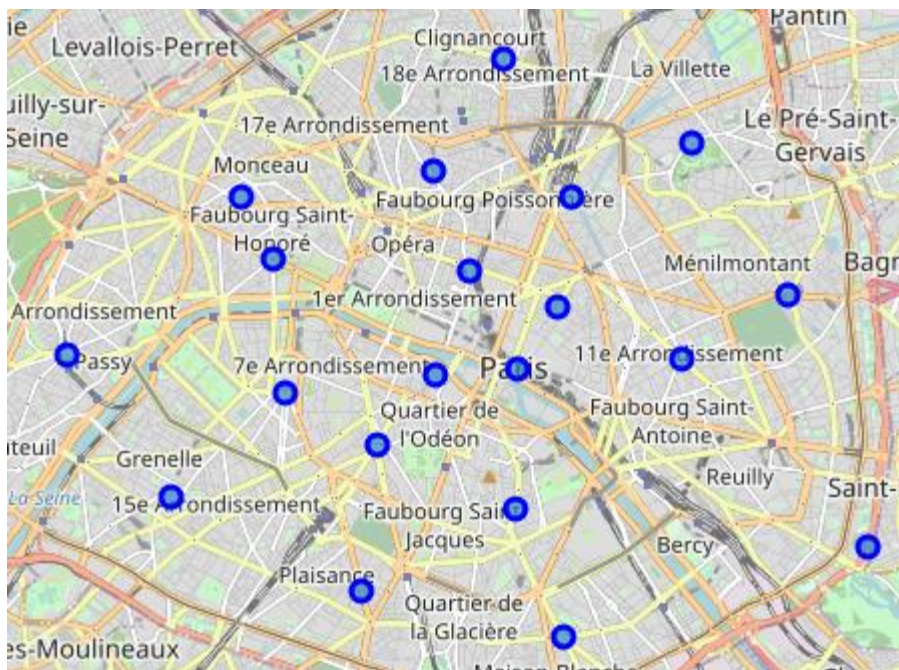 Pantin
Clignancourt
Levallois-Perret
La Villette
18e Arrondissement
uilly-sur-
Seine
17e Arrondissement
Le Pré-Saint-
Gervais
Monceau
Faubourg Poissonnière
Faubourg Saint-
Honoré
Opéra
Ménilmontant
Bagn
1er Arrondissement
Arrondissement
Passy
7e Arrondissement
Paris
11e Arrondissement
Quartier de
l'Odéon
Faubourg Saint-
Antoine
uteuil
Grenelle
Reuilly
Saint-
La Seine
15e Arrondissement
Faubourg Saint-
Jacques
Bercy
Plaisance
Quartier de
la Glacière
es-Moulineaux
Maison Blanche